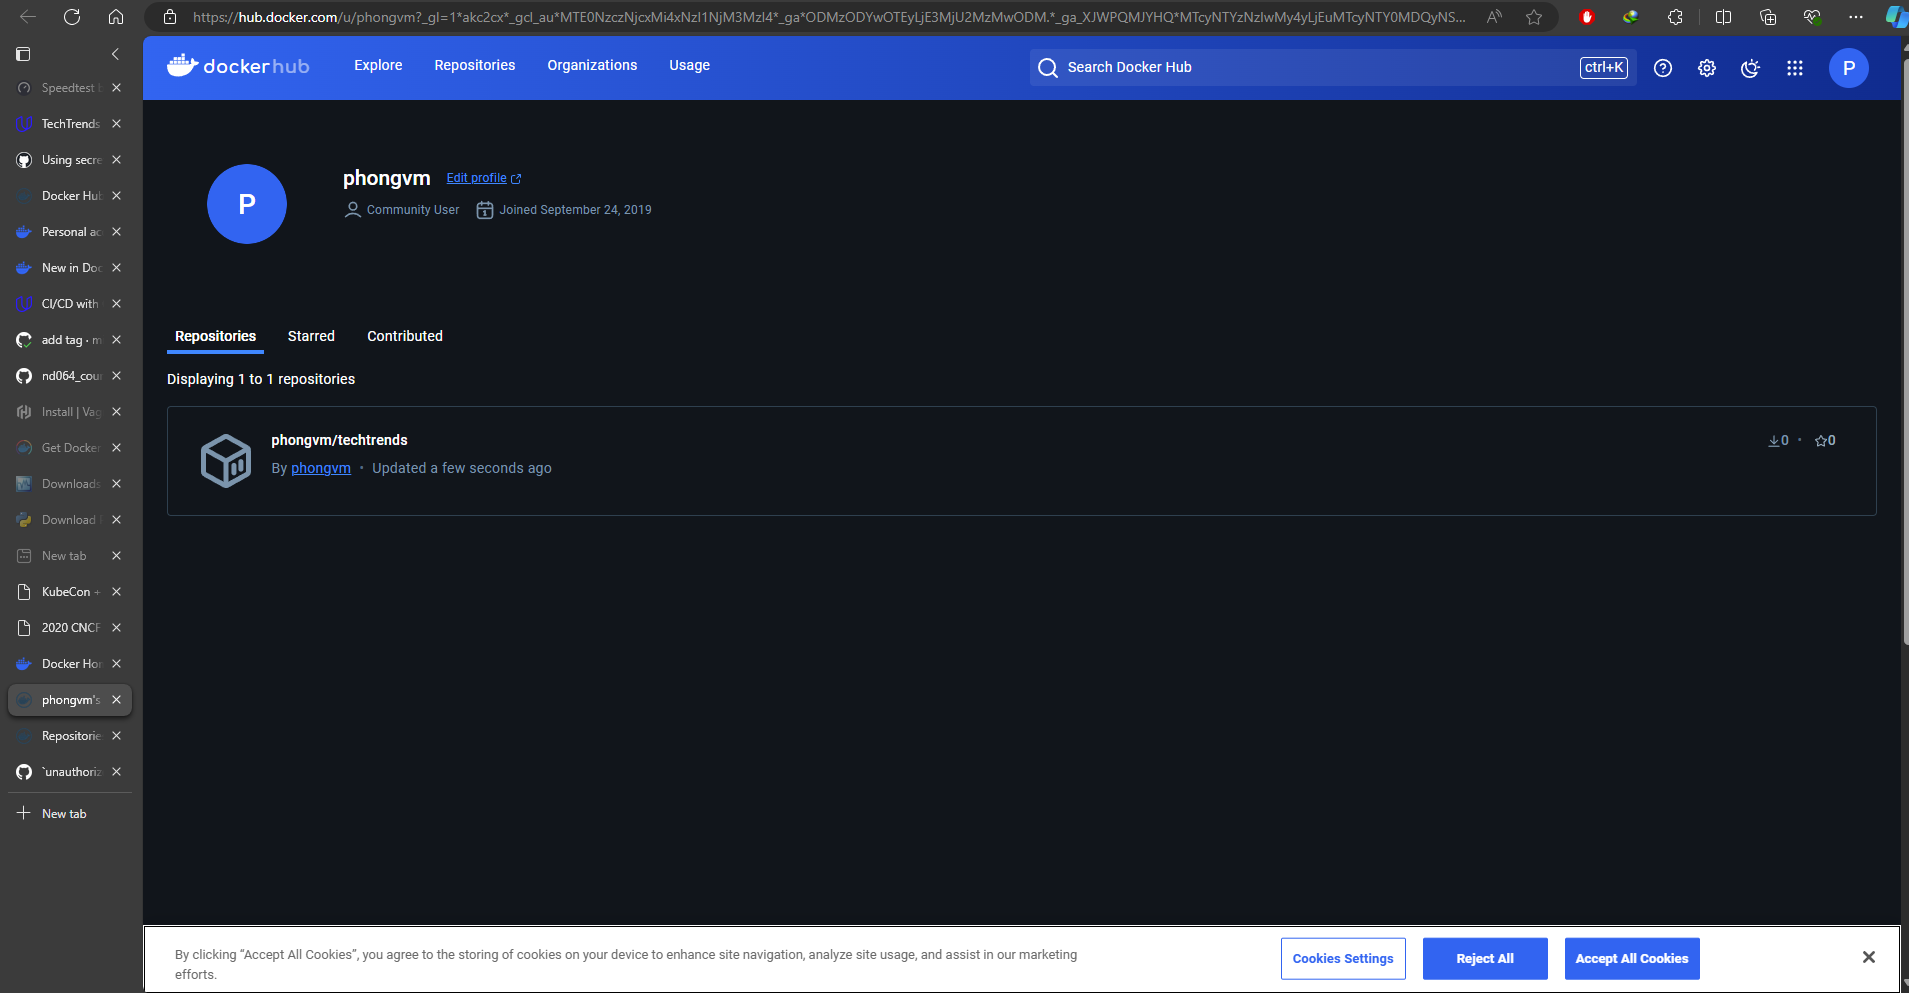 https://hub.docker.com/u/phongvm?_gl=1*akc2cx*_gcl_au*MTE0NzczNjcxMi4xNzI1NjM3MzI4*_ga*ODMzODYwOTEyLjE3MjU2MzMwODM.*_ga_XJWPQMJYHQ*MTcyNTYzNzIwMy4yLjEuMTcyNTY0MDQyNS...
Speedtest b
TechTrends
Using secre
Docker Hub
Personal ac
New in Doc
CI/CD with
add tag · m
nd064_cour
Install | Vag
Get Docker
Downloads
Download
New tab
KubeCon +
2020 CNCF
Docker Hom
phongvm's
Repositorie
`unauthoriz
New tab
docker hub
Explore
Repositories
Organizations
Usage
Search Docker Hub
ctrl+K
P
P
phongvm
Edit profile
Community User
Joined September 24, 2019
Repositories
Starred
Contributed
Displaying 1 to 1 repositories
phongvm/techtrends
0 • 0
By phongvm • Updated a few seconds ago
By clicking “Accept All Cookies”, you agree to the storing of cookies on your device to enhance site navigation, analyze site usage, and assist in our marketing
efforts.
Cookies Settings
Reject All
Accept All Cookies